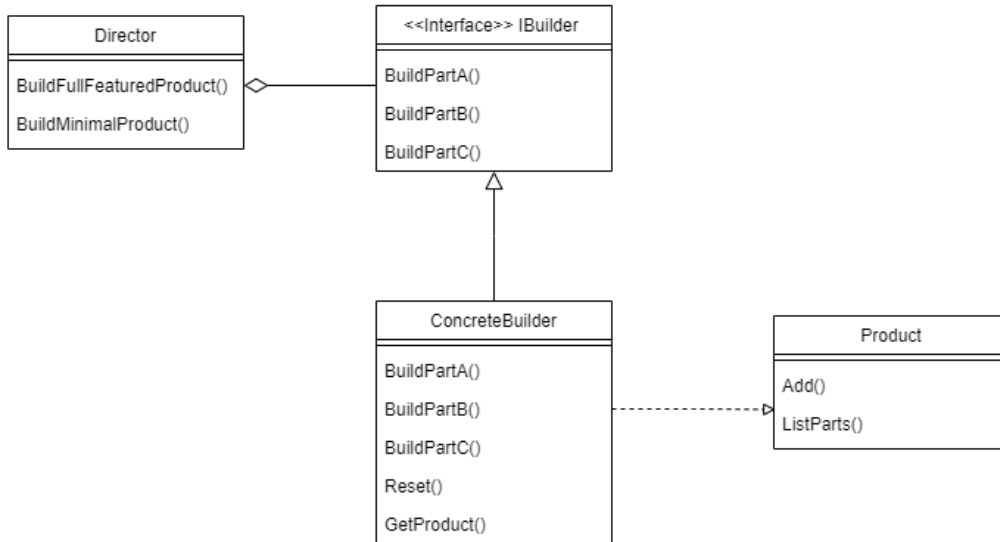 Director
BuildFullFeaturedProduct()
BuildMinimalProduct()
<<Interface>> IBuilder
BuildPartA()
BuildPartB()
BuildPartC()
ConcreteBuilder
BuildPartA()
BuildPartB()
BuildPartC()
Reset()
GetProduct()
Product
Add()
ListParts()